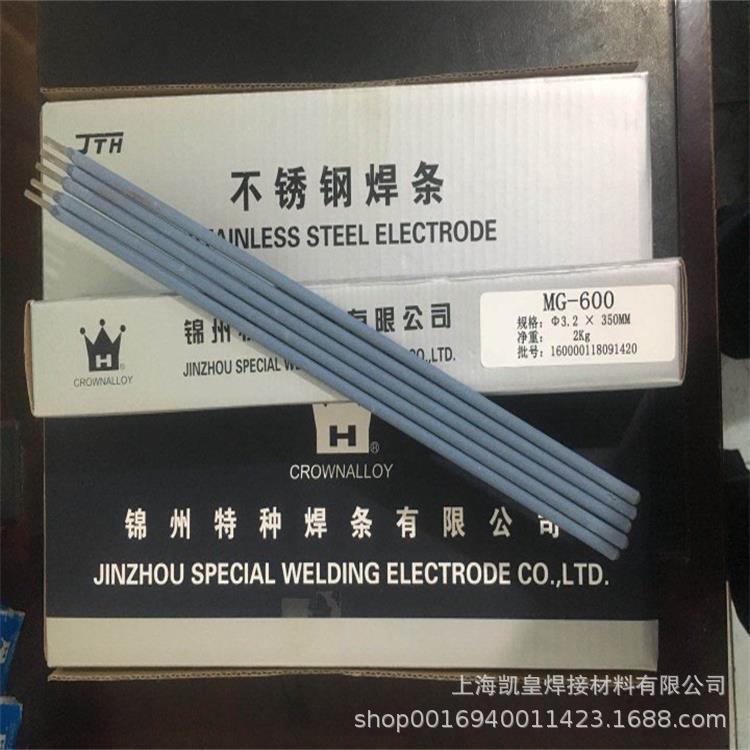 JTH
不锈钢焊条
TAINLESS STEEL ELECTRODE
MG-600
规格: Φ3.2 × 350MM
净重: 2Kg
批号: 160000118091420
H
®
CROWNALLOY
锦州 有限公司
JINZHOU SPECIAL WEL CO.,LTD.
H
®
CROWNALLOY
锦州特种焊条有限公司
JINZHOU SPECIAL WELDING ELECTRODE CO.,LTD.
上海凯皇焊接材料有限公司
shop0016940011423.1688.com